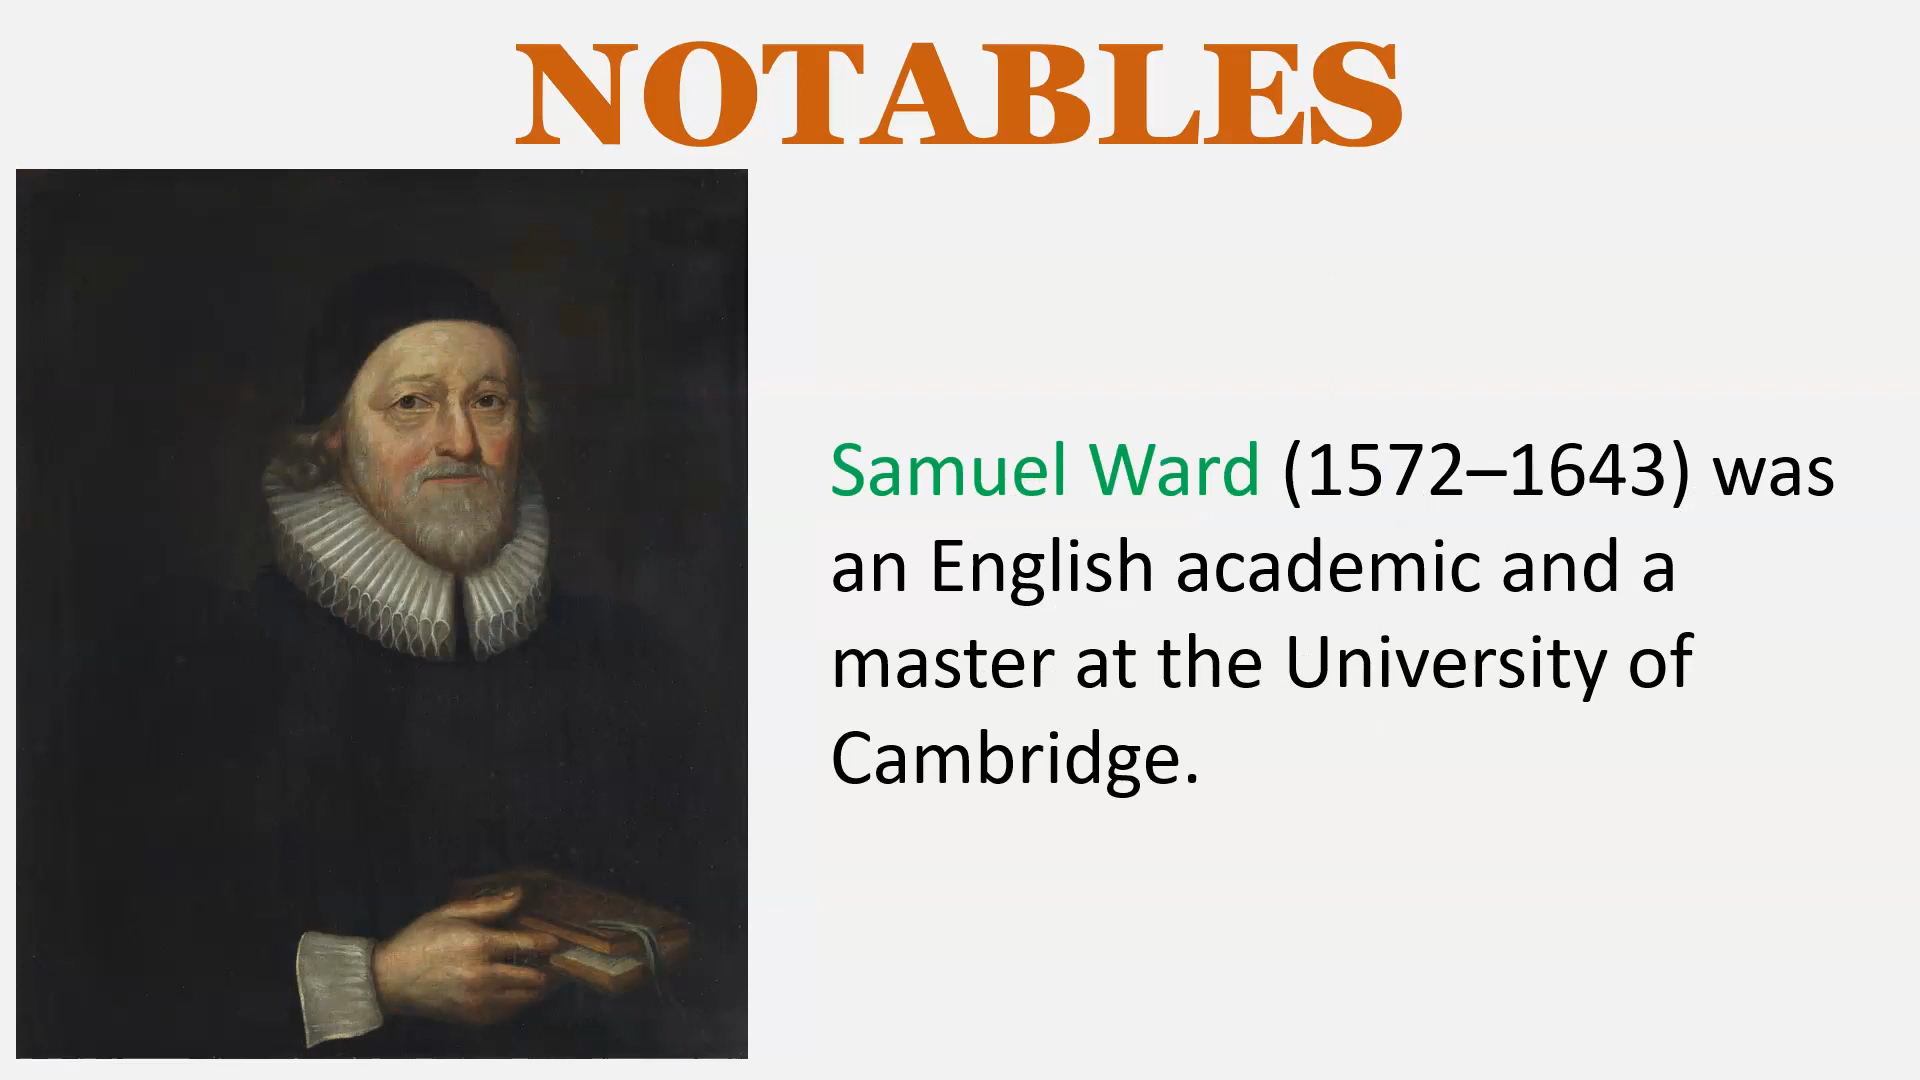 NOTABLES
Samuel Ward (1572–1643) was
an English academic and a
master at the University of
Cambridge.